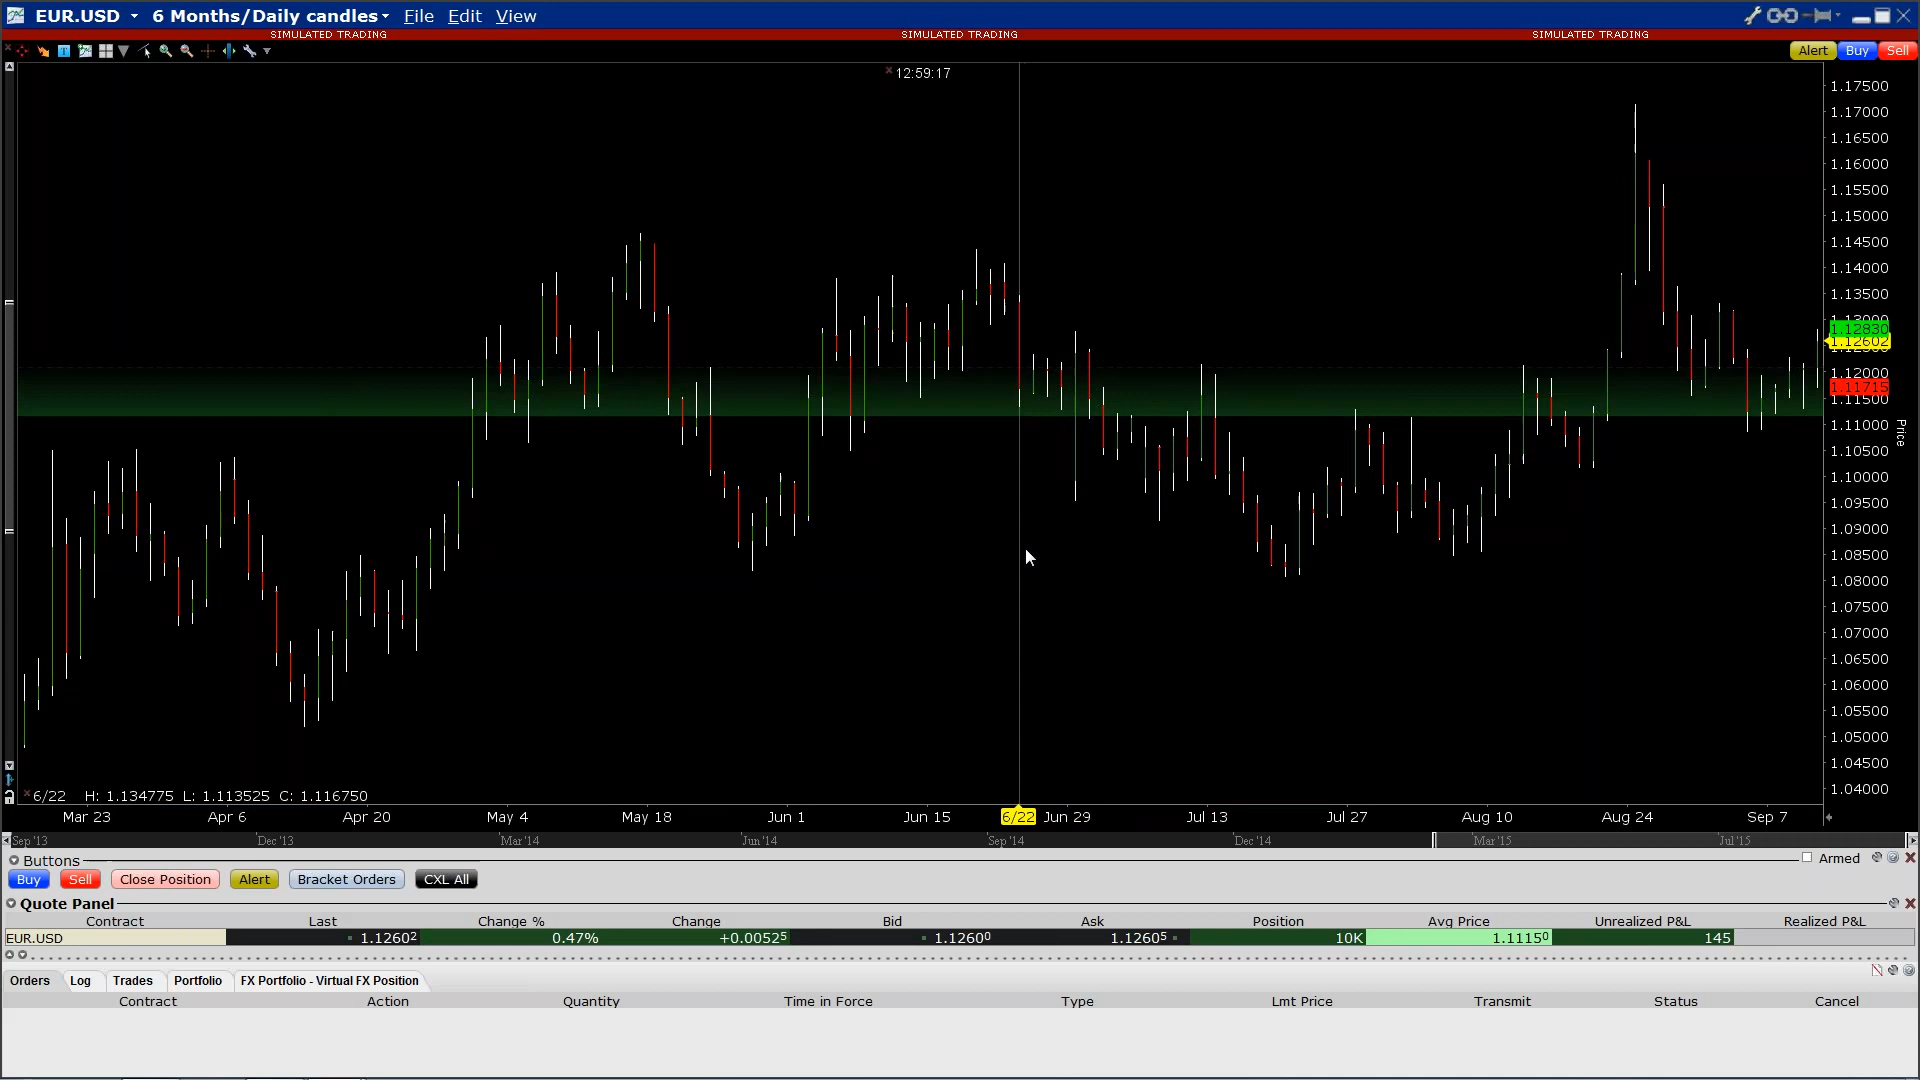 EUR.USD 6 Months/Daily candles File Edit View
SIMULATED TRADING SIMULATED TRADING SIMULATED TRADING
Alert Buy Sell
12:59:17
1.17500
1.17000
1.16500
1.16000
1.15500
1.15000
1.14500
1.14000
1.13500
1.13000
1.12830
1.12602
1.12500
1.12000
1.11715
1.11500
1.11000
1.10500
1.10000
1.09500
1.09000
1.08500
1.08000
1.07500
1.07000
1.06500
1.06000
1.05500
1.05000
1.04500
1.04000
Price
6/22 H: 1.134775 L: 1.113525 C: 1.116750
Mar 23 Apr 6 Apr 20 May 4 May 18 Jun 1 Jun 15 6/22 Jun 29 Jul 13 Jul 27 Aug 10 Aug 24 Sep 7
Sep '13 Dec '13 Mar '14 Jun '14 Sep '14 Dec '14 Mar '15 Jul '15
Buttons Armed
Buy Sell Close Position Alert Bracket Orders CXL All
Quote Panel
Contract Last Change % Change Bid Ask Position Avg Price Unrealized P&L Realized P&L
EUR.USD 1.12602 0.47% +0.00525 1.12600 1.12605 10K 1.11150 145
Orders Log Trades Portfolio FX Portfolio - Virtual FX Position
Contract Action Quantity Time in Force Type Lmt Price Transmit Status Cancel